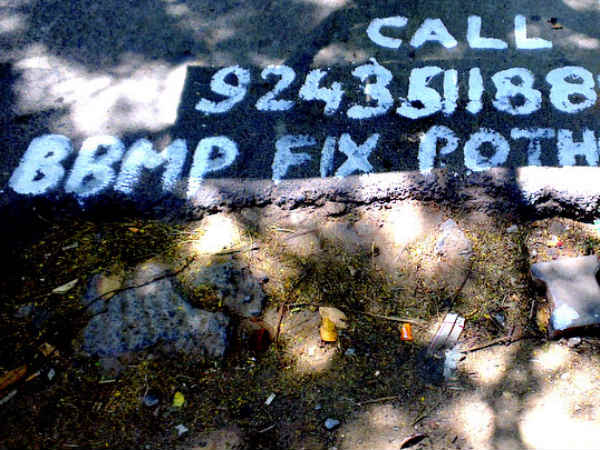 CALL
924351188
BBMP FIX POTH